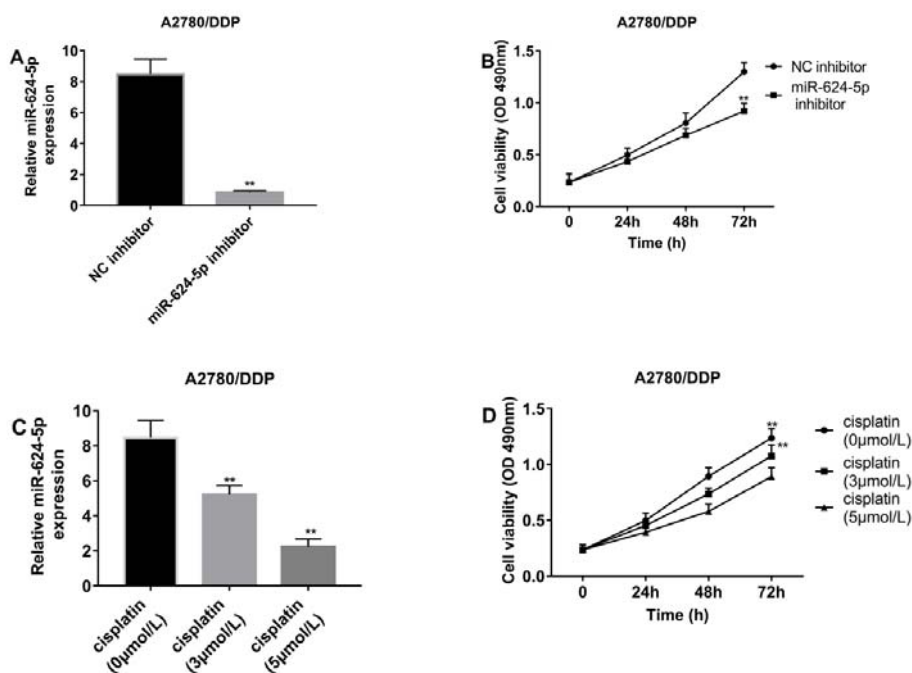 A2780/DDP
A
Relative miR-624-5p
expression
10
8
6
4
2
0
**
NC inhibitor
miR-624-5p inhibitor
A2780/DDP
B
Cell viability (OD 490nm)
1.5
1.0
0.5
0.0
**
0 24h 48h 72h
Time (h)
NC inhibitor
miR-624-5p
inhibitor
A2780/DDP
C
Relative miR-624-5p
expression
10
8
6
4
2
0
**
**
cisplatin
(0μmol/L)
cisplatin
(3μmol/L)
cisplatin
(5μmol/L)
A2780/DDP
D
Cell viability (OD 490nm)
1.5
1.0
0.5
0.0
**
**
0 24h 48h 72h
Time (h)
cisplatin
(0μmol/L)
cisplatin
(3μmol/L)
cisplatin
(5μmol/L)